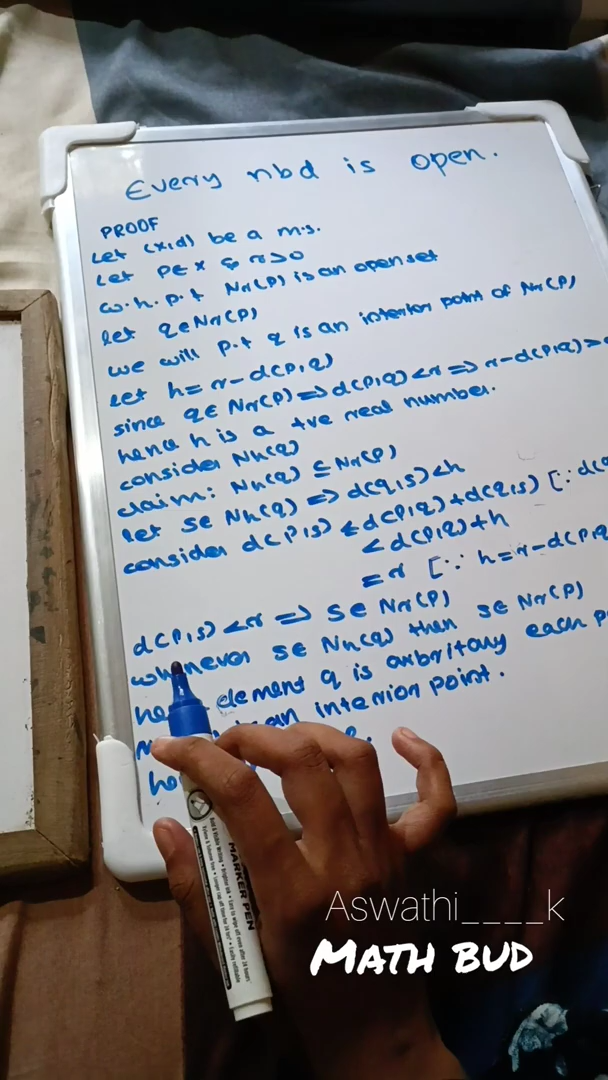 Every nbd is open.
PROOF
Let (X,d) be a m.s.
Let p∈X & r>0
w.h.p.t Nr(p) is an open set
let q∈Nr(p)
we will p.t q is an interior point of Nr(p)
Let h=r-d(p,q)
since q∈Nr(p)⇒d(p,q)<r⇒r-d(p,q)>
hence h is a +ve real number.
consider Nh(q)
claim: Nh(q)⊆Nr(p)
let s∈Nh(q)⇒d(q,s)<h
consider d(p,s)≤d(p,q)+d(q,s) [∵d(q
<d(p,q)+h
=r [∵h=r-d(p,q
d(p,s)<r⇒s∈Nr(p)
whenever s∈Nh(q) then s∈Nr(p)
element q is arbritary each p
an interior point.
MARKER PEN
Aswathi____k
MATH BUD